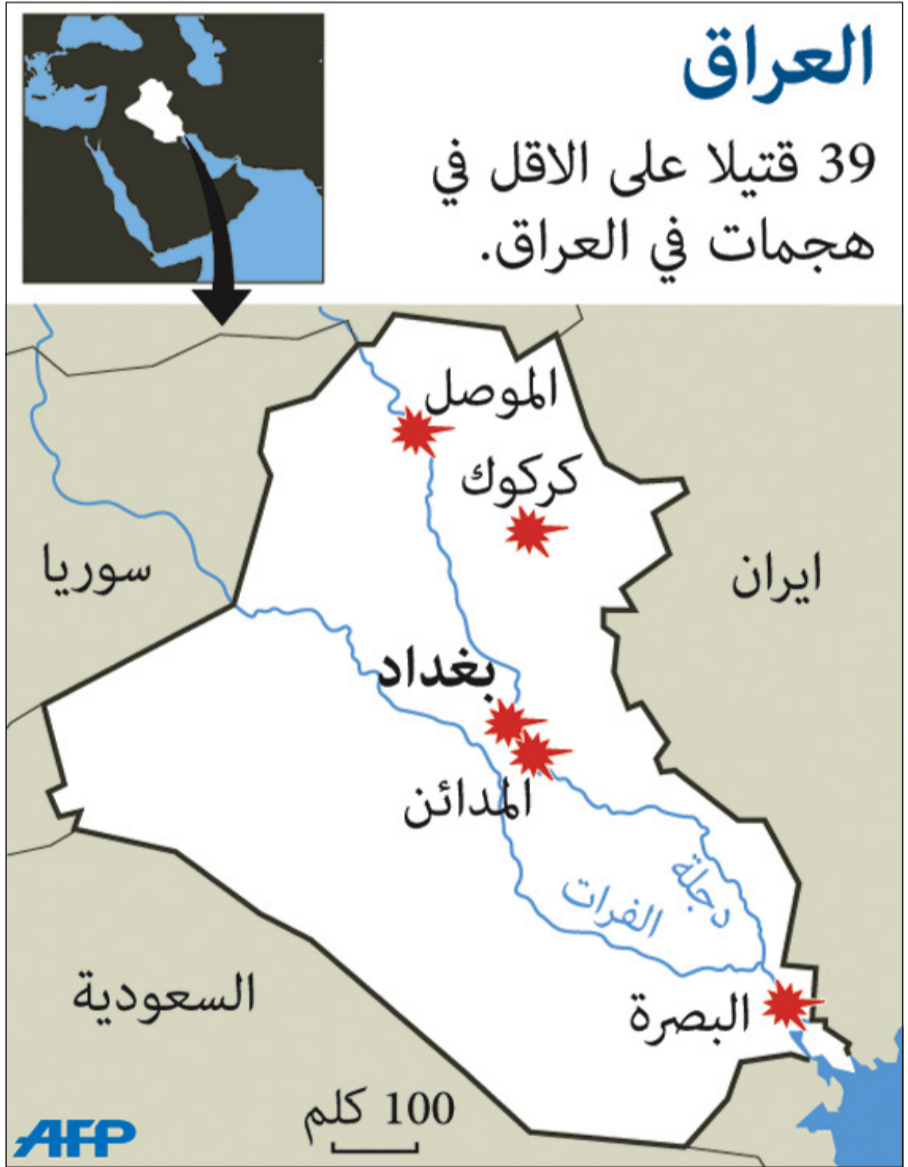 العراق
39 قتيلا على الاقل في
هجمات في العراق.
الموصل
كركوك
سوريا
ايران
بغداد
المدائن
دجلة
الفرات
السعودية
البصرة
100 كلم
AFP